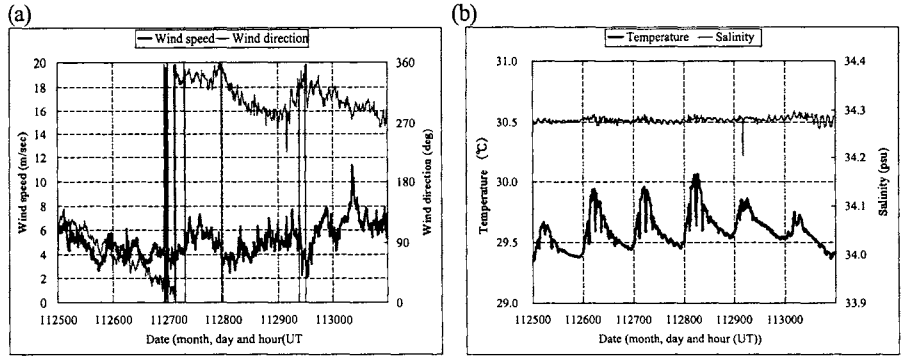 (a)
Wind speed Wind direction
20
18
16
14
12
10
8
6
4
2
0
Wind speed (m/sec)
360
270
180
90
0
Wind direction (deg)
112500 112600 112700 112800 112900 113000
Date (month, day and hour(UT
(b)
Temperature Salinity
31.0
30.5
30.0
29.5
29.0
Temperature (℃)
34.4
34.3
34.2
34.1
34.0
33.9
Salinity (psu)
112500 112600 112700 112800 112900 113000
Date (month, day and hour (UT))